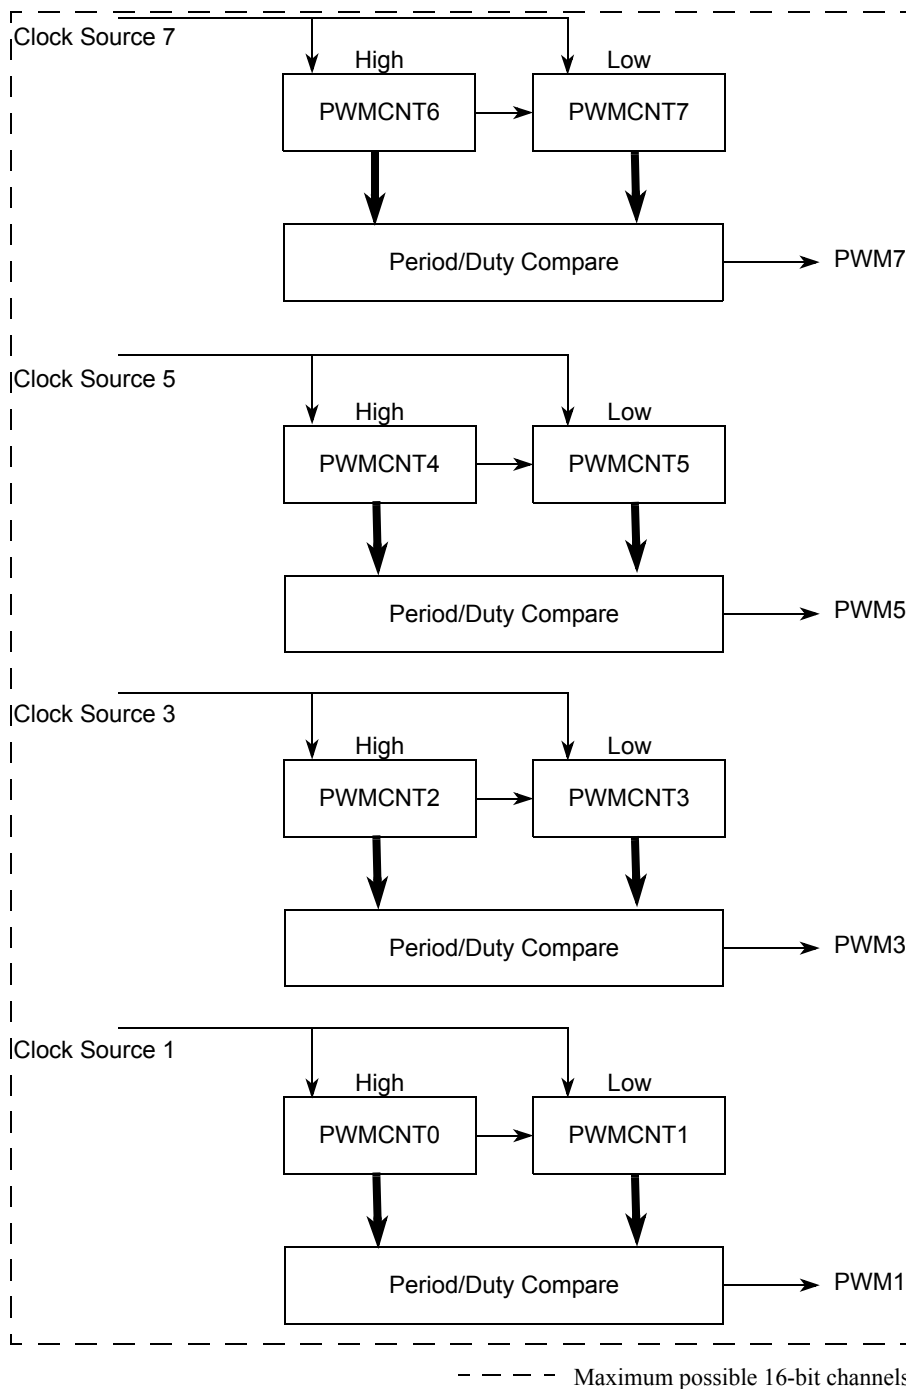 Clock Source 7
High
Low
PWMCNT6
PWMCNT7
Period/Duty Compare
PWM7
Clock Source 5
High
Low
PWMCNT4
PWMCNT5
Period/Duty Compare
PWM5
Clock Source 3
High
Low
PWMCNT2
PWMCNT3
Period/Duty Compare
PWM3
Clock Source 1
High
Low
PWMCNT0
PWMCNT1
Period/Duty Compare
PWM1
Maximum possible 16-bit channels